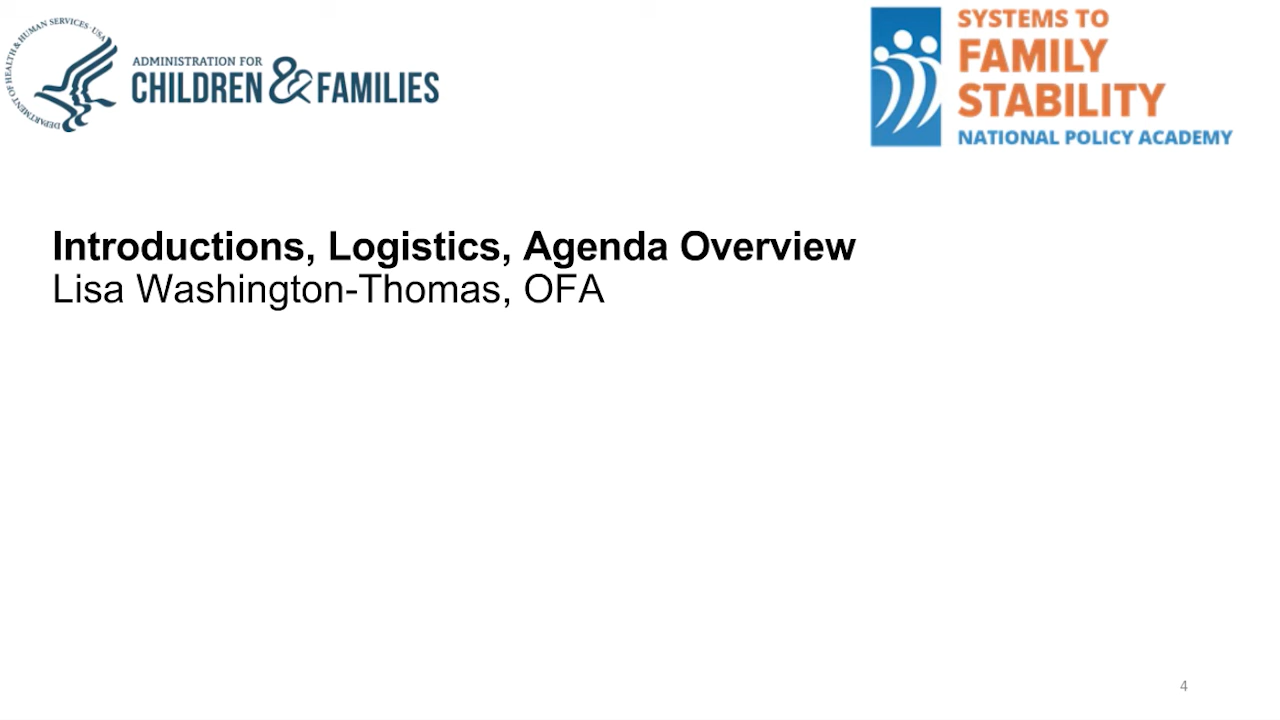 DEPARTMENT OF HEALTH & HUMAN SERVICES · USA
ADMINISTRATION FOR
CHILDREN & FAMILIES
SYSTEMS TO
FAMILY
STABILITY
NATIONAL POLICY ACADEMY
Introductions, Logistics, Agenda Overview
Lisa Washington-Thomas, OFA
4